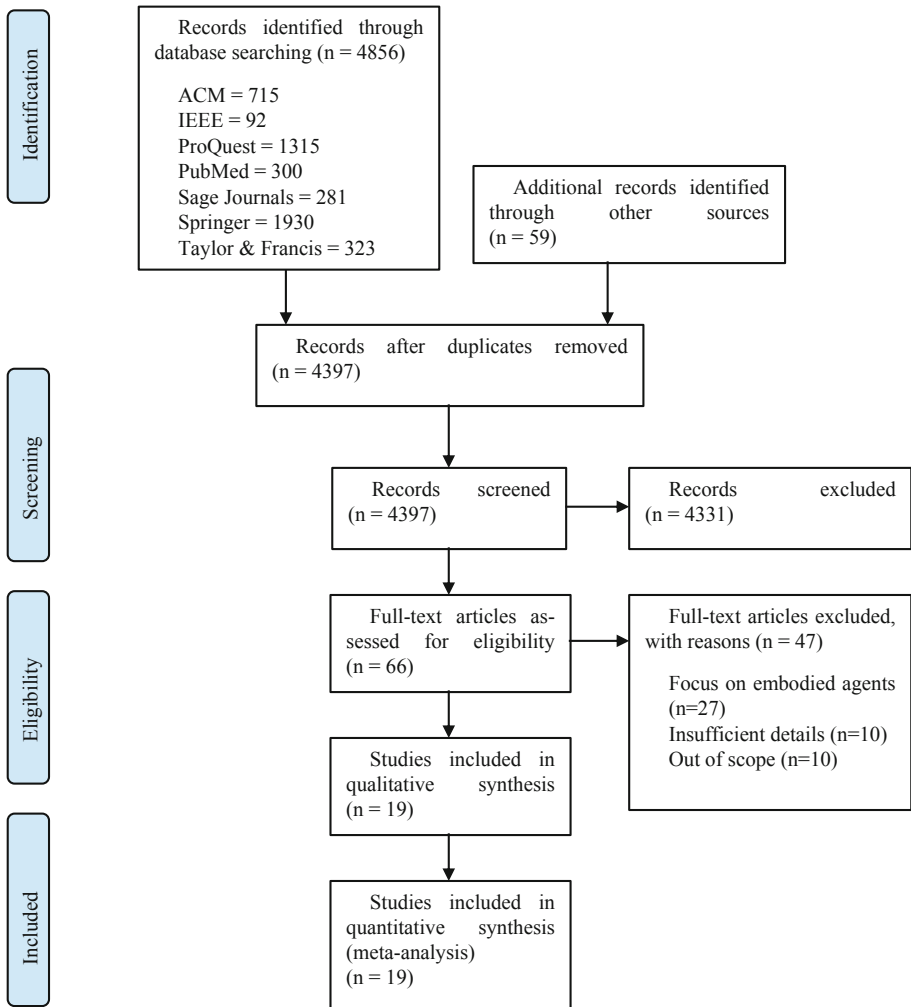 Identification
Records identified through
database searching (n = 4856)
ACM = 715
IEEE = 92
ProQuest = 1315
PubMed = 300
Sage Journals = 281
Springer = 1930
Taylor & Francis = 323
Additional records identified
through other sources
(n = 59)
Records after duplicates removed
(n = 4397)
Screening
Records screened
(n = 4397)
Records excluded
(n = 4331)
Eligibility
Full-text articles as-
sessed for eligibility
(n = 66)
Full-text articles excluded,
with reasons (n = 47)
Focus on embodied agents
(n=27)
Insufficient details (n=10)
Out of scope (n=10)
Studies included in
qualitative synthesis
(n = 19)
Included
Studies included in
quantitative synthesis
(meta-analysis)
(n = 19)